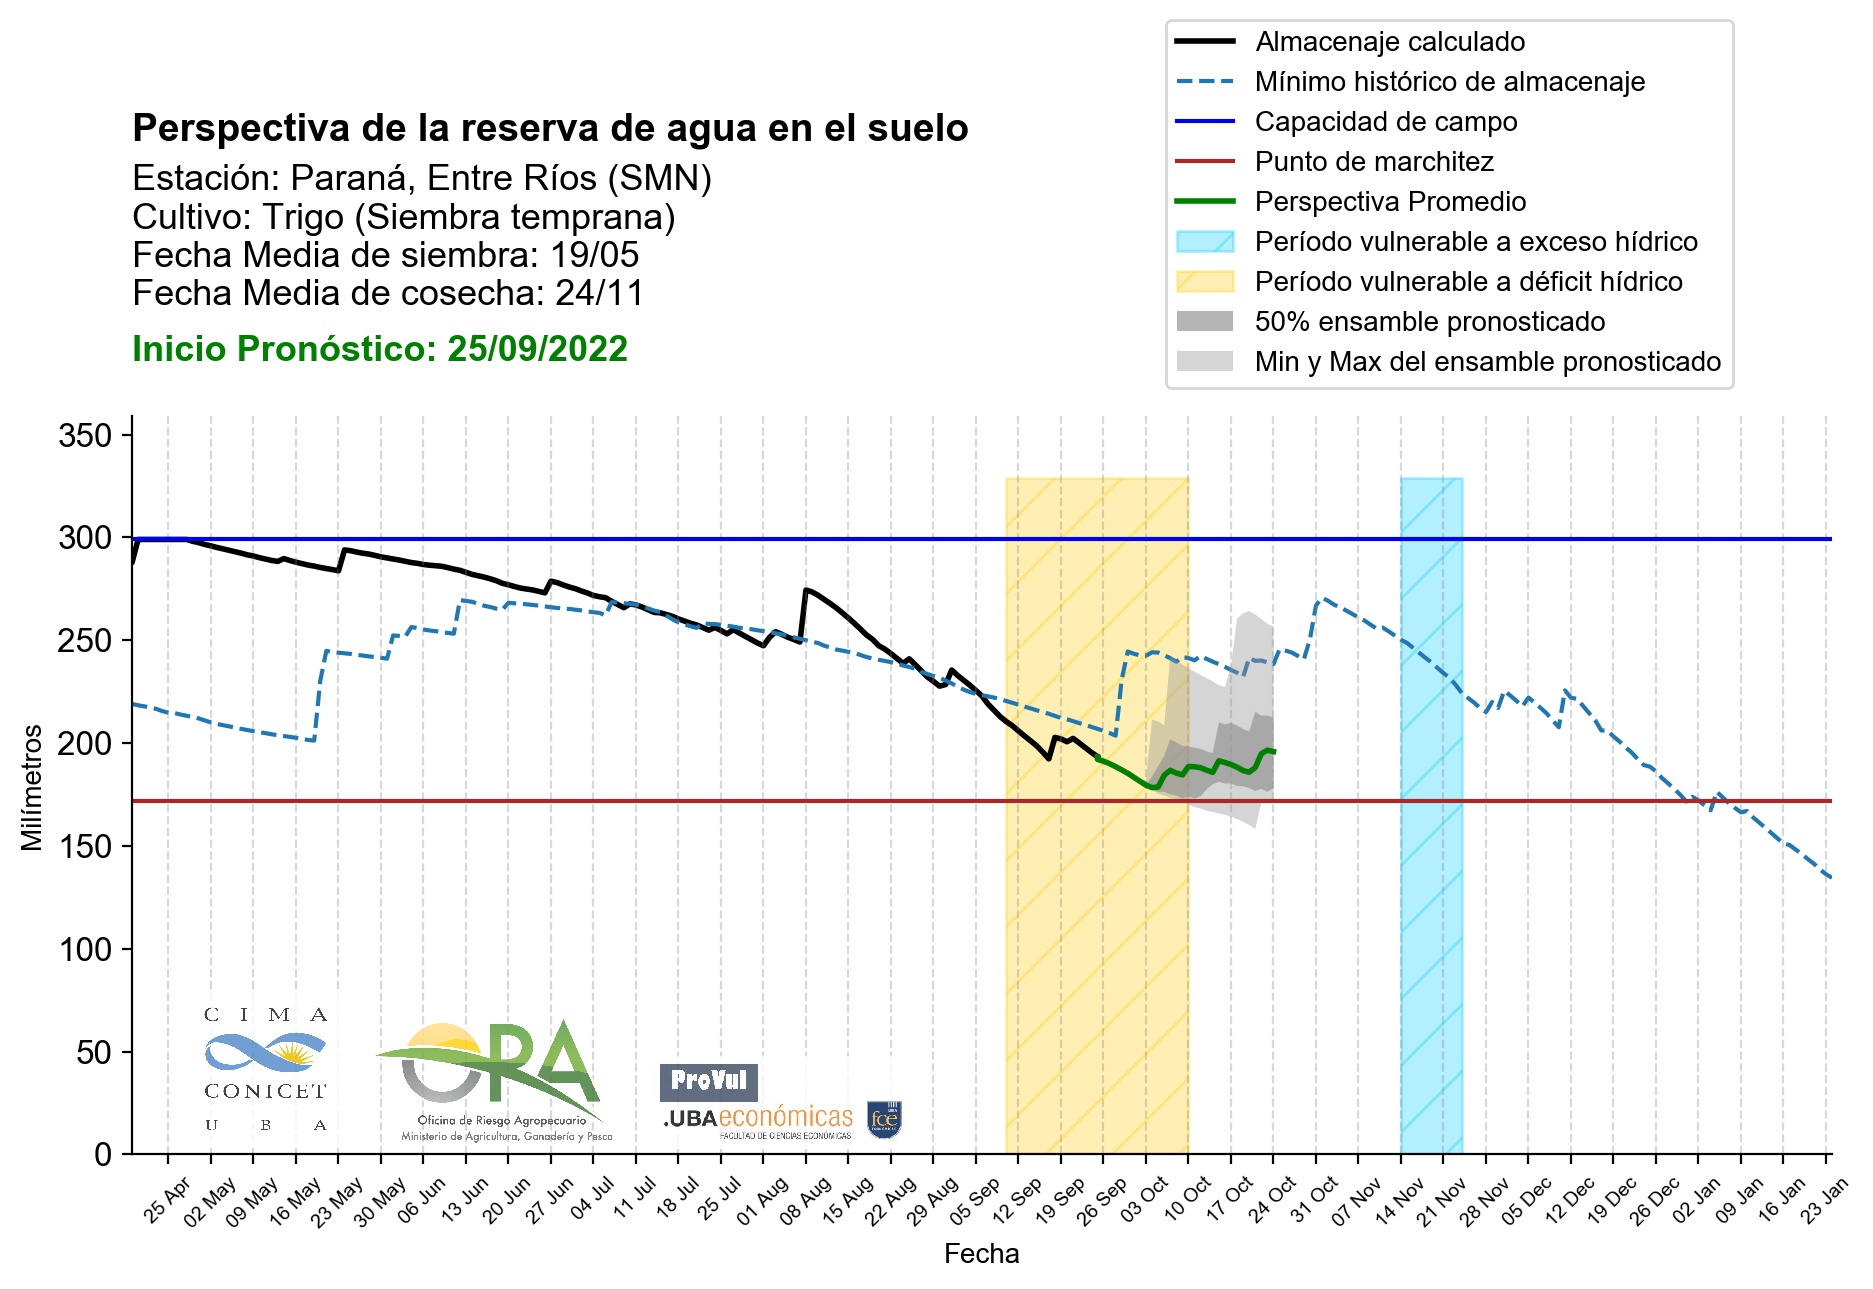 Almacenaje calculado
Mínimo histórico de almacenaje
Capacidad de campo
Punto de marchitez
Perspectiva Promedio
Período vulnerable a exceso hídrico
Período vulnerable a déficit hídrico
50% ensamble pronosticado
Min y Max del ensamble pronosticado
Perspectiva de la reserva de agua en el suelo
Estación: Paraná, Entre Ríos (SMN)
Cultivo: Trigo (Siembra temprana)
Fecha Media de siembra: 19/05
Fecha Media de cosecha: 24/11
Inicio Pronóstico: 25/09/2022
350
300
250
200
150
100
50
0
Milímetros
C I M A
CONICET
U B A
ORA
Oficina de Riesgo Agropecuario
Ministerio de Agricultura, Ganadería y Pesca
ProVul
.UBAeconómicas
FACULTAD DE CIENCIAS ECONÓMICAS
UBA
fce
ECONÓMICAS
25 Apr
02 May
09 May
16 May
23 May
30 May
06 Jun
13 Jun
20 Jun
27 Jun
04 Jul
11 Jul
18 Jul
25 Jul
01 Aug
08 Aug
15 Aug
22 Aug
29 Aug
05 Sep
12 Sep
19 Sep
26 Sep
03 Oct
10 Oct
17 Oct
24 Oct
31 Oct
07 Nov
14 Nov
21 Nov
28 Nov
05 Dec
12 Dec
19 Dec
26 Dec
02 Jan
09 Jan
16 Jan
23 Jan
Fecha